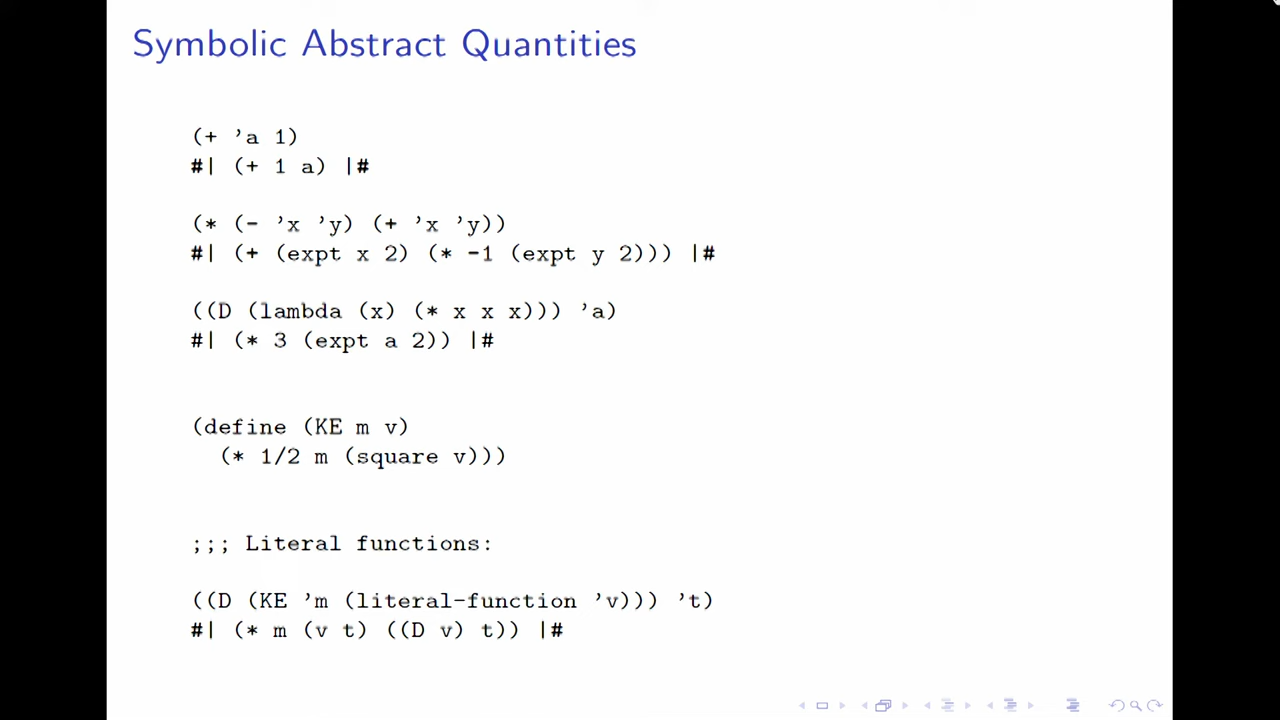 Symbolic Abstract Quantities
(+ 'a 1)
#| (+ 1 a) |#
(* (- 'x 'y) (+ 'x 'y))
#| (+ (expt x 2) (* -1 (expt y 2))) |#
((D (lambda (x) (* x x x))) 'a)
#| (* 3 (expt a 2)) |#
(define (KE m v)
(* 1/2 m (square v)))
;;; Literal functions:
((D (KE 'm (literal-function 'v))) 't)
#| (* m (v t) ((D v) t)) |#